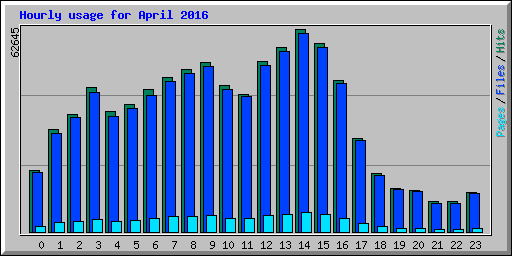 Hourly usage for April 2016
62645
Pages/Files/Hits
0 1 2 3 4 5 6 7 8 9 10 11 12 13 14 15 16 17 18 19 20 21 22 23